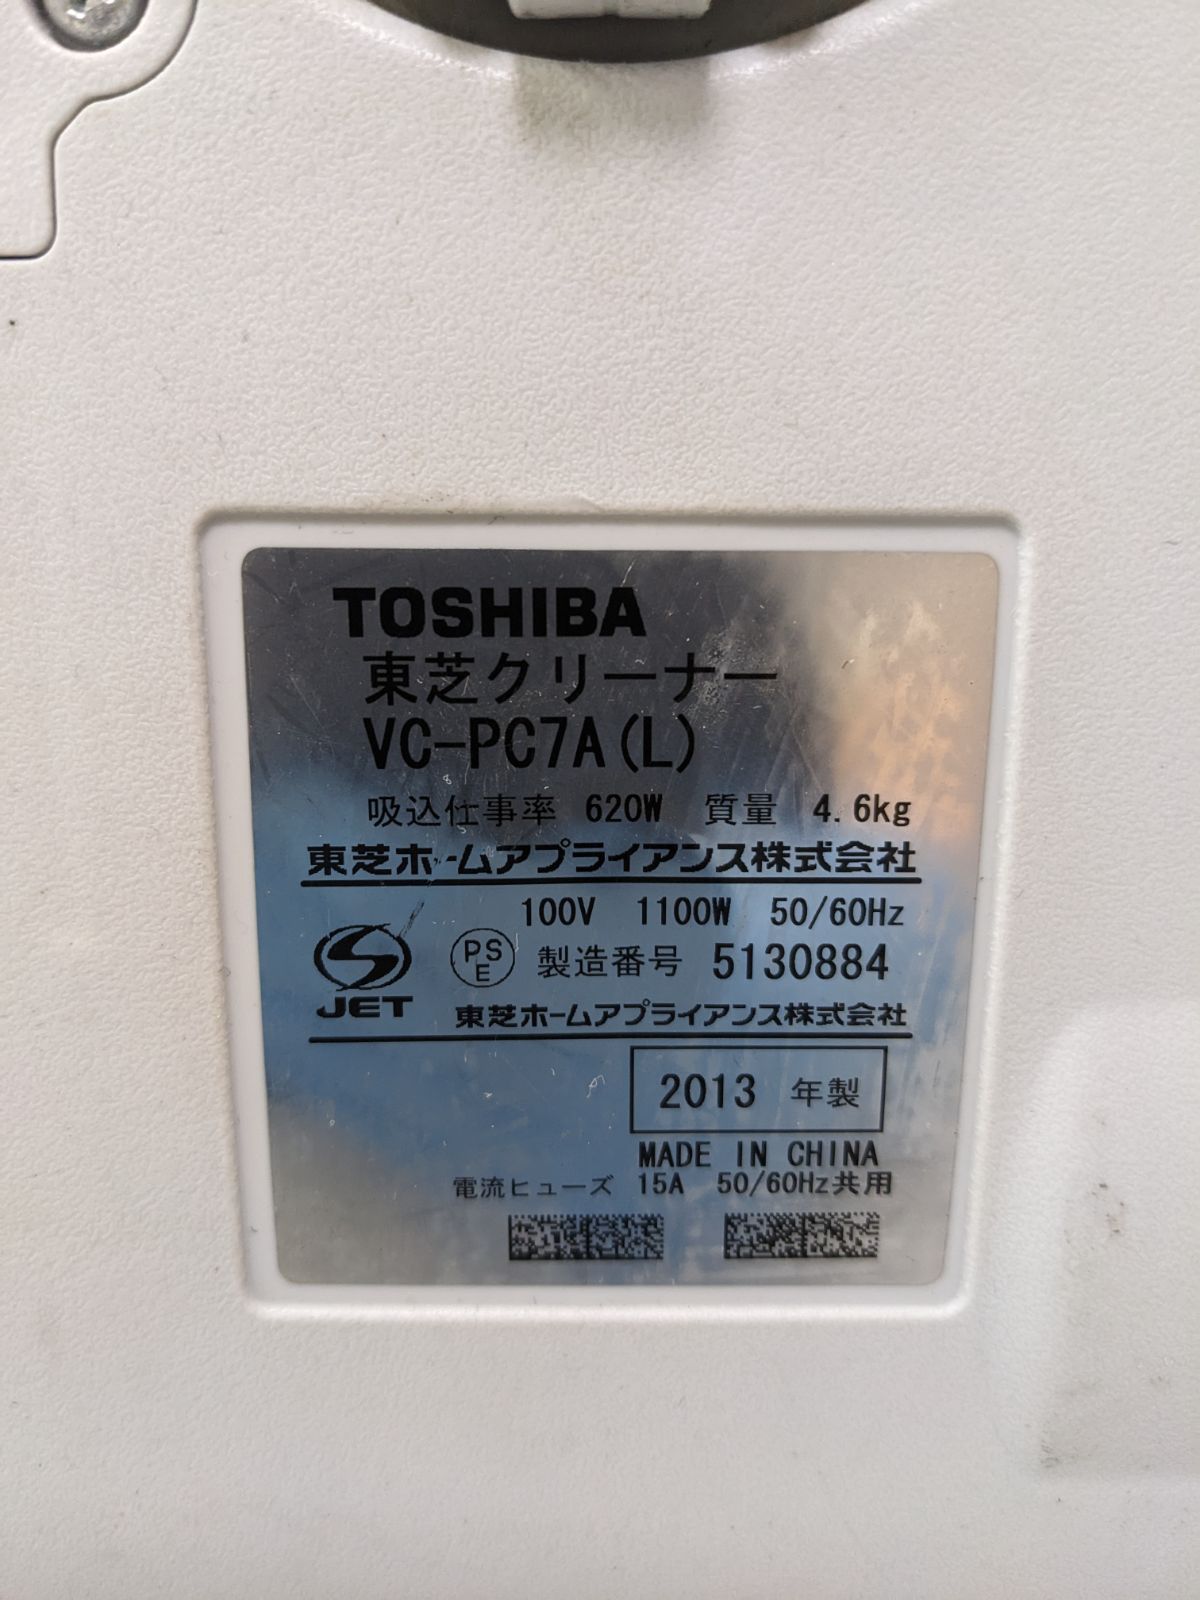 TOSHIBA
東芝クリーナー
VC-PC7A(L)
吸込仕事率 620W 質量 4.6kg
東芝ホームアプライアンス株式会社
100V 1100W 50/60Hz
JET
PS
E
製造番号 5130884
東芝ホームアプライアンス株式会社
2013 年製
MADE IN CHINA
電流ヒューズ 15A 50/60Hz共用